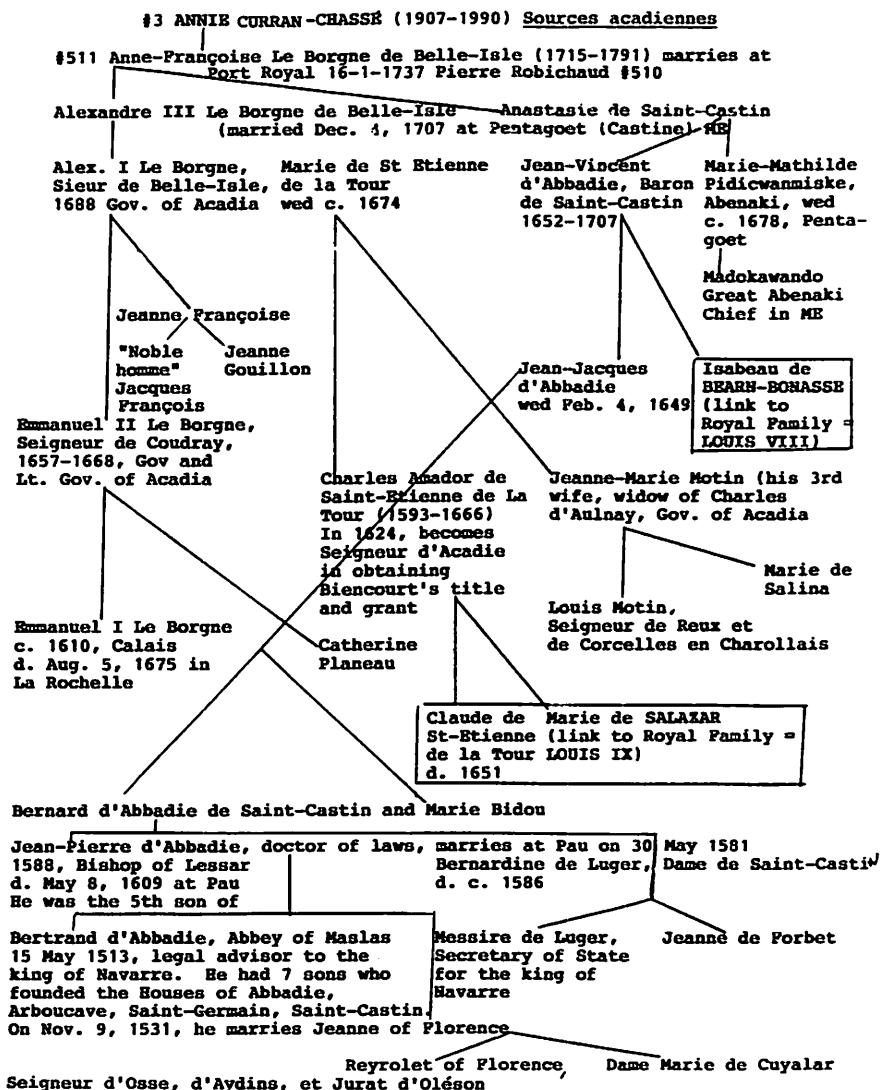 #3 ANNIE CURRAN-CHASSÉ (1907-1990) Sources acadiennes
#511 Anne-Françoise Le Borgne de Belle-Isle (1715-1791) marries at
Port Royal 16-1-1737 Pierre Robichaud #510
Alexandre III Le Borgne de Belle-Isle Anastasie de Saint-Castin
(married Dec. 4, 1707 at Pentagoet (Castine) ME
Alex. I Le Borgne,
Sieur de Belle-Isle,
1688 Gov. of Acadia
Marie de St Etienne
de la Tour
wed c. 1674
Jean-Vincent
d'Abbadie, Baron
de Saint-Castin
1652-1707
Marie-Mathilde
Pidicwanmiske,
Abenaki, wed
c. 1678, Penta-
goet
Madokawando
Great Abenaki
Chief in ME
Jeanne Françoise
"Noble
homme"
Jacques
François
Jeanne
Gouillon
Jean-Jacques
d'Abbadie
wed Feb. 4, 1649
Isabeau de
BEARN-BONASSE
(link to
Royal Family =
LOUIS VIII)
Emmanuel II Le Borgne,
Seigneur de Coudray,
1657-1668, Gov and
Lt. Gov. of Acadia
Charles Amador de
Saint-Etienne de La
Tour (1593-1666)
In 1624, becomes
Seigneur d'Acadie
in obtaining
Biencourt's title
and grant
Jeanne-Marie Motin (his 3rd
wife, widow of Charles
d'Aulnay, Gov. of Acadia
Marie de
Salina
Louis Motin,
Seigneur de Reux et
de Corcelles en Charollais
Emmanuel I Le Borgne
c. 1610, Calais
d. Aug. 5, 1675 in
La Rochelle
Catherine
Planeau
Claude de Marie de SALAZAR
St-Etienne (link to Royal Family =
de la Tour LOUIS IX)
d. 1651
Bernard d'Abbadie de Saint-Castin and Marie Bidou
Jean-Pierre d'Abbadie, doctor of laws, marries at Pau on 30 May 1581
1588, Bishop of Lessar Bernardine de Luger, Dame de Saint-Castin
d. May 8, 1609 at Pau d. c. 1586
He was the 5th son of
Bertrand d'Abbadie, Abbey of Maslas
15 May 1513, legal advisor to the
king of Navarre. He had 7 sons who
founded the Houses of Abbadie,
Arboucave, Saint-Germain, Saint-Castin.
On Nov. 9, 1531, he marries Jeanne of Florence
Messire de Luger,
Secretary of State
for the king of
Navarre
Jeanne de Forbet
Reyrolet of Florence, Dame Marie de Cuyalar
Seigneur d'Osse, d'Aydins, et Jurat d'Oléson